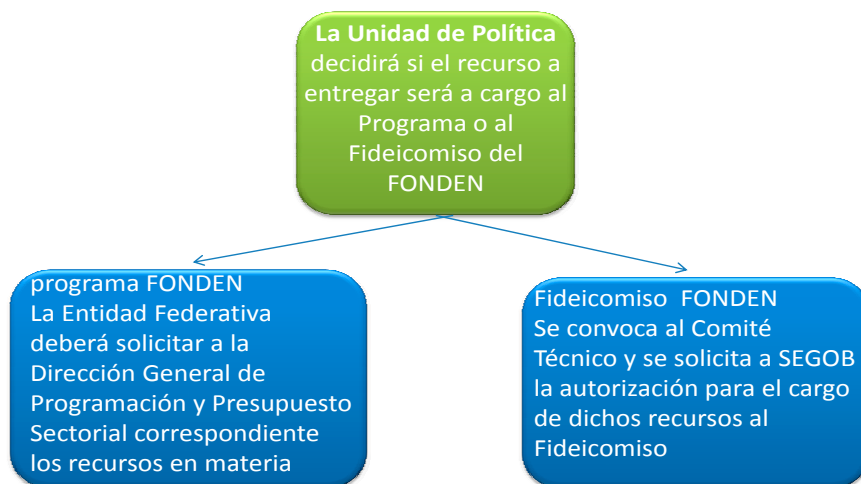 La Unidad de Política
decidirá si el recurso a
entregar será a cargo al
Programa o al
Fideicomiso del
FONDEN
programa FONDEN
La Entidad Federativa
deberá solicitar a la
Dirección General de
Programación y Presupuesto
Sectorial correspondiente
los recursos en materia
Fideicomiso FONDEN
Se convoca al Comité
Técnico y se solicita a SEGOB
la autorización para el cargo
de dichos recursos al
Fideicomiso